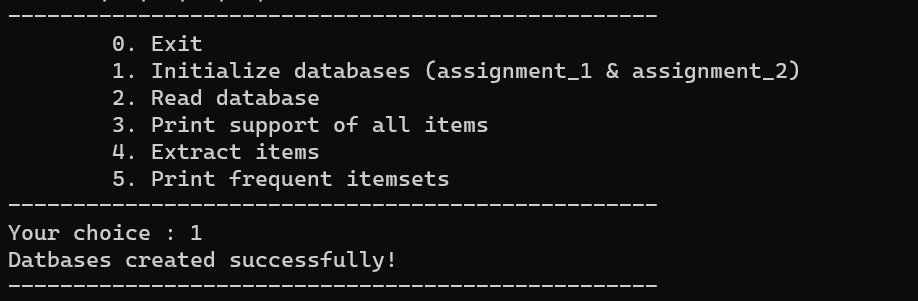 --------------------------------------------------
0. Exit
1. Initialize databases (assignment_1 & assignment_2)
2. Read database
3. Print support of all items
4. Extract items
5. Print frequent itemsets
--------------------------------------------------
Your choice : 1
Datbases created successfully!
--------------------------------------------------